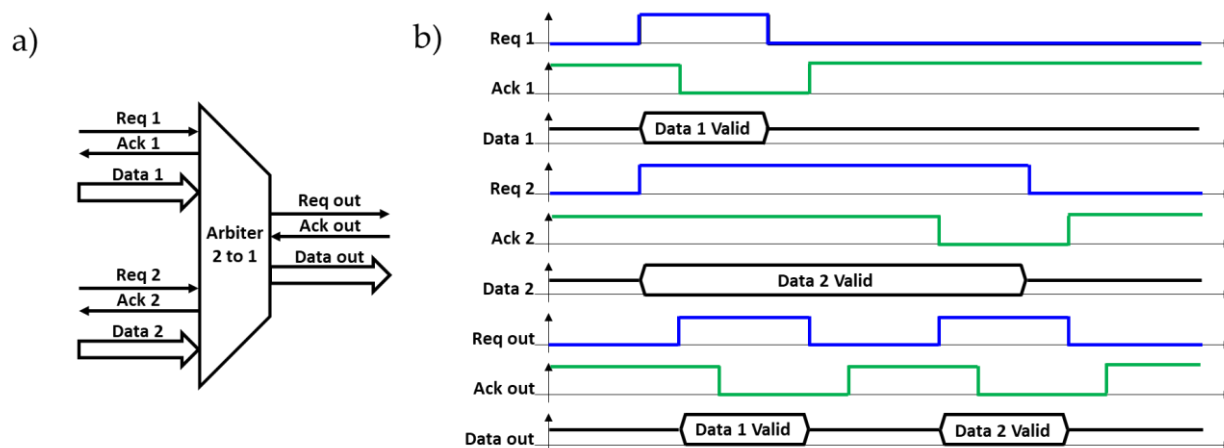 a)
Req 1
Ack 1
Data 1
Req 2
Ack 2
Data 2
Arbiter
2 to 1
Req out
Ack out
Data out
b)
Req 1
Ack 1
Data 1
Data 1 Valid
Req 2
Ack 2
Data 2
Data 2 Valid
Req out
Ack out
Data out
Data 1 Valid
Data 2 Valid